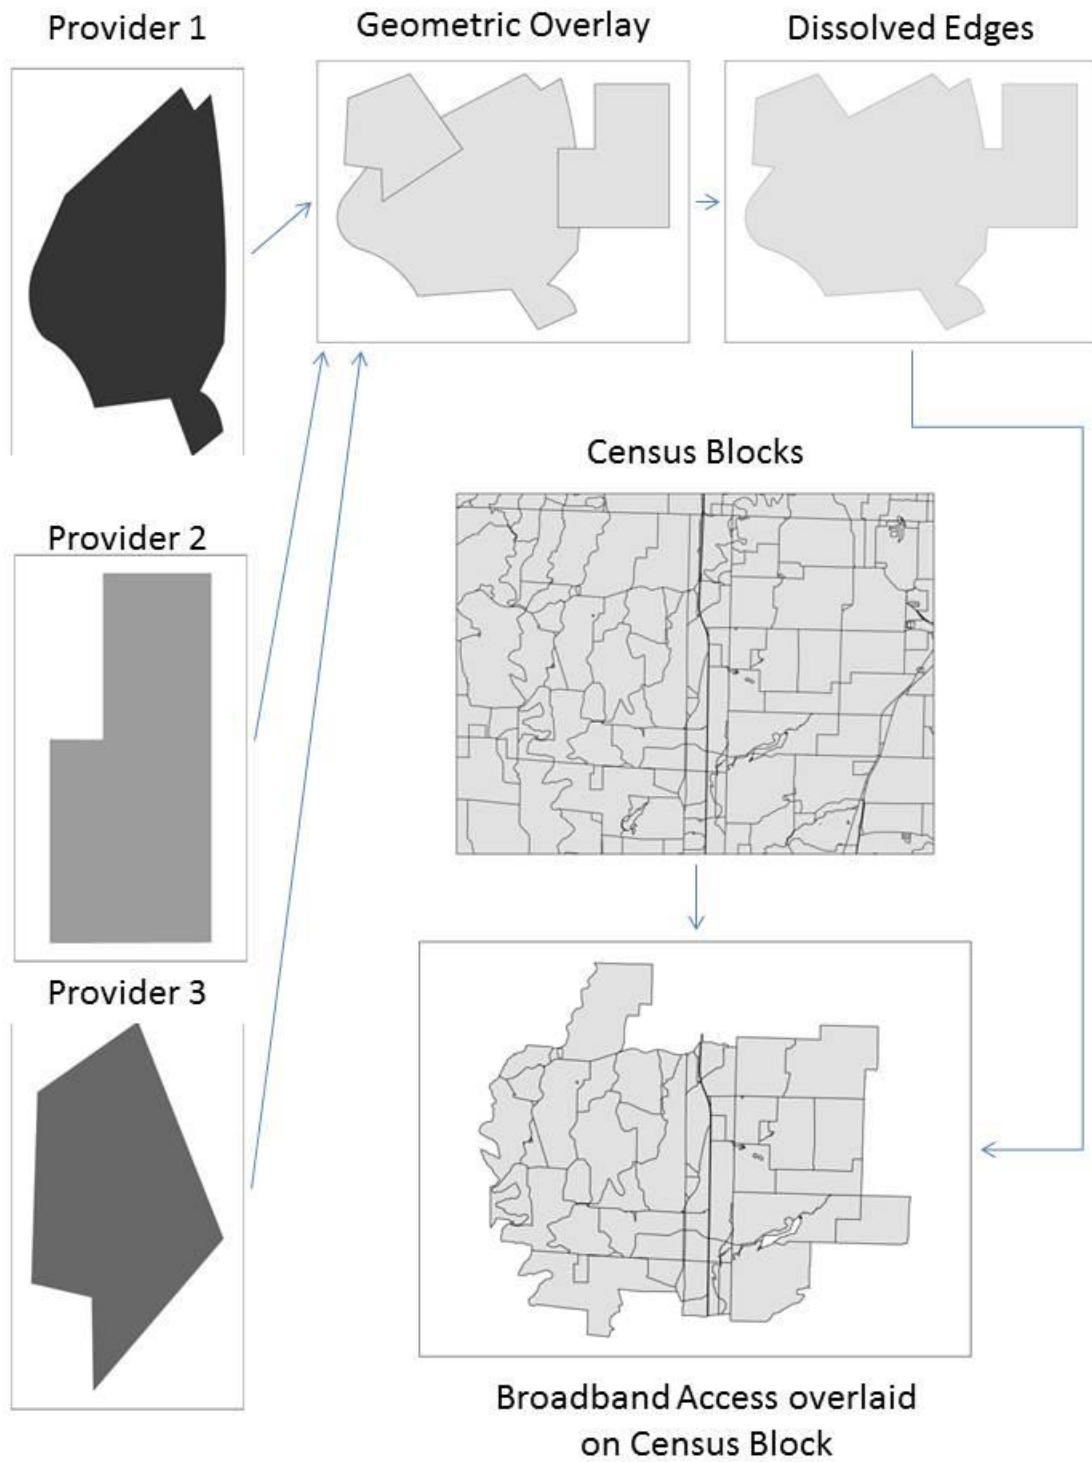 Provider 1
Geometric Overlay
Dissolved Edges
Census Blocks
Provider 2
Provider 3
Broadband Access overlaid
on Census Block